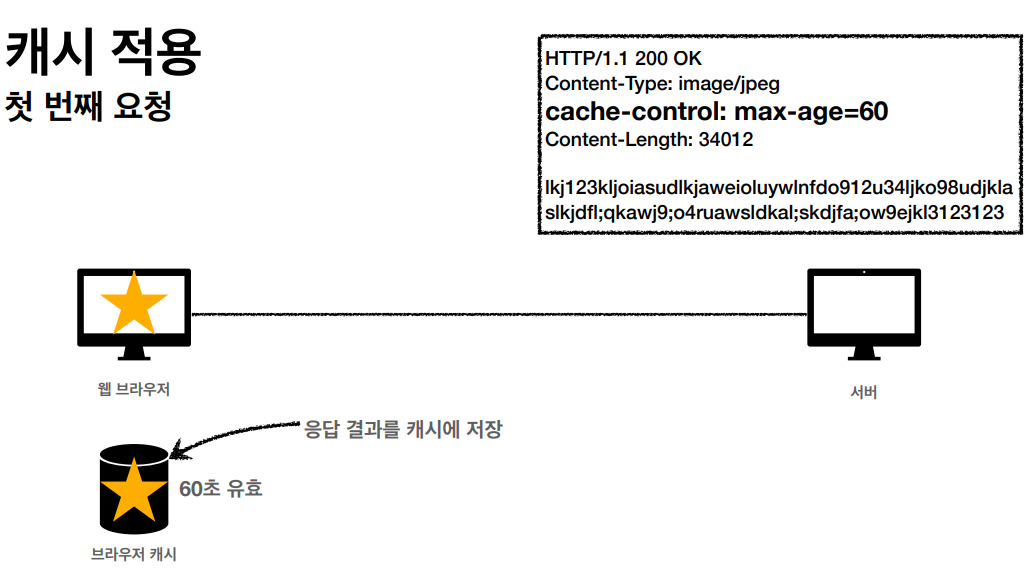 캐시 적용
첫 번째 요청
HTTP/1.1 200 OK
Content-Type: image/jpeg
cache-control: max-age=60
Content-Length: 34012
lkj123kljoiasudlkjaweioluywlnfdo912u34ljko98udjkla
slkjdfl;qkawj9;o4ruawsldkal;skdjfa;ow9ejkl3123123
웹 브라우저
서버
응답 결과를 캐시에 저장
60초 유효
브라우저 캐시